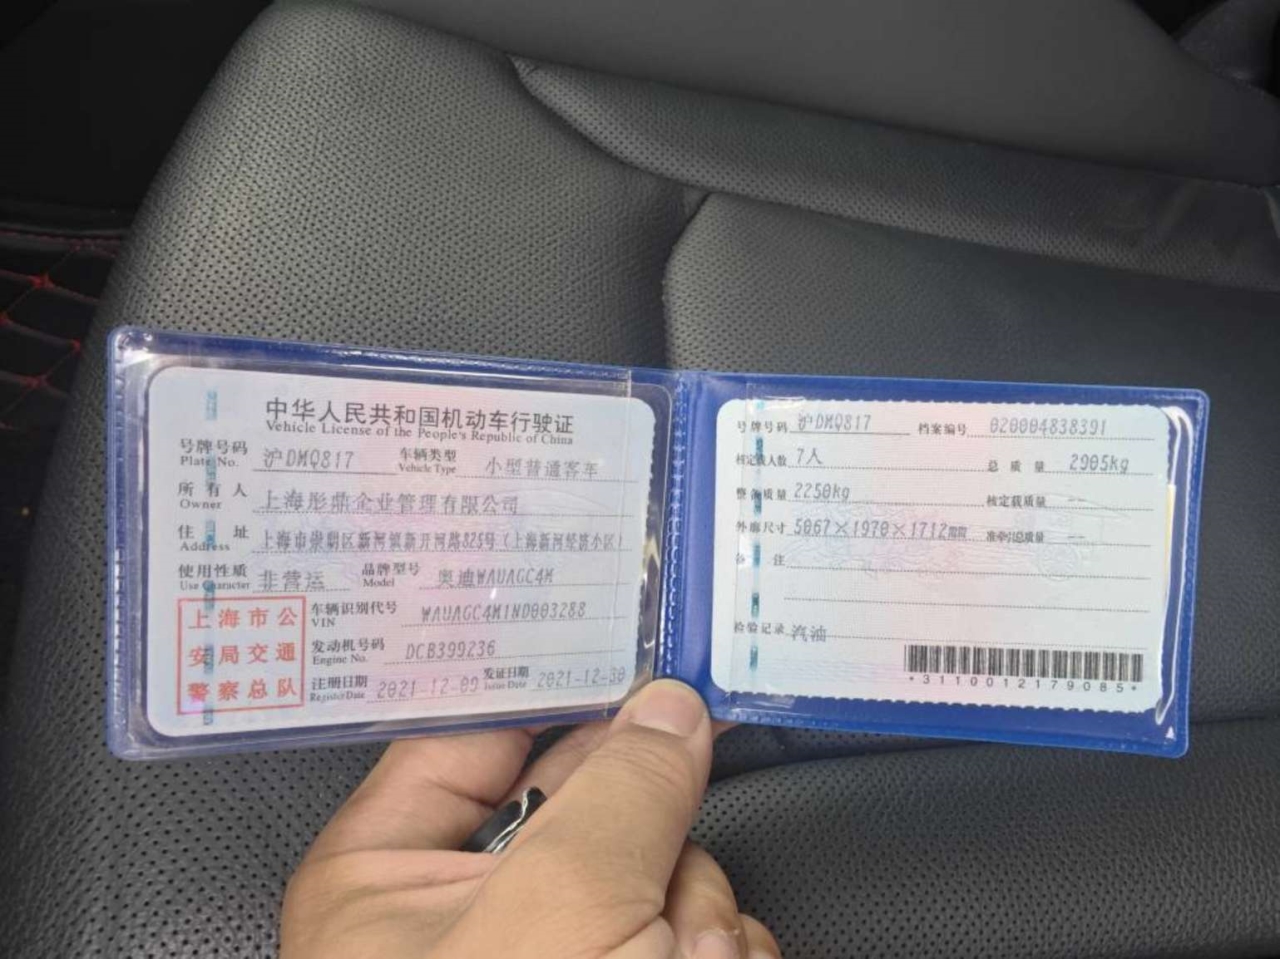 中华人民共和国机动车行驶证
Vehicle License of the People's Republic of China
号牌号码 沪DMQ817 车辆类型 小型普通客车
Plate No. Vehicle Type
所有人 上海彤鼎企业管理有限公司
Owner
住址 上海市崇明区新河镇新开河路825号(上海新河经济小区)
Address
使用性质 非营运 品牌型号 奥迪WAUAGC4M
Use Character Model
上海市公
安局交通
警察总队
车辆识别代号 WAUAGC4M1ND003288
VIN
发动机号码 DCB399236
Engine No.
注册日期 2021-12-09 发证日期 2021-12-30
Register Date Issue Date
号牌号码 沪DMQ817 档案编号 020004838391
核定载人数 7人 总质量 2905kg
整备质量 2250kg 核定载质量 --
外廓尺寸 5067×1970×1712mm 准牵引总质量 --
备注
检验记录 汽油
*3110012179085*